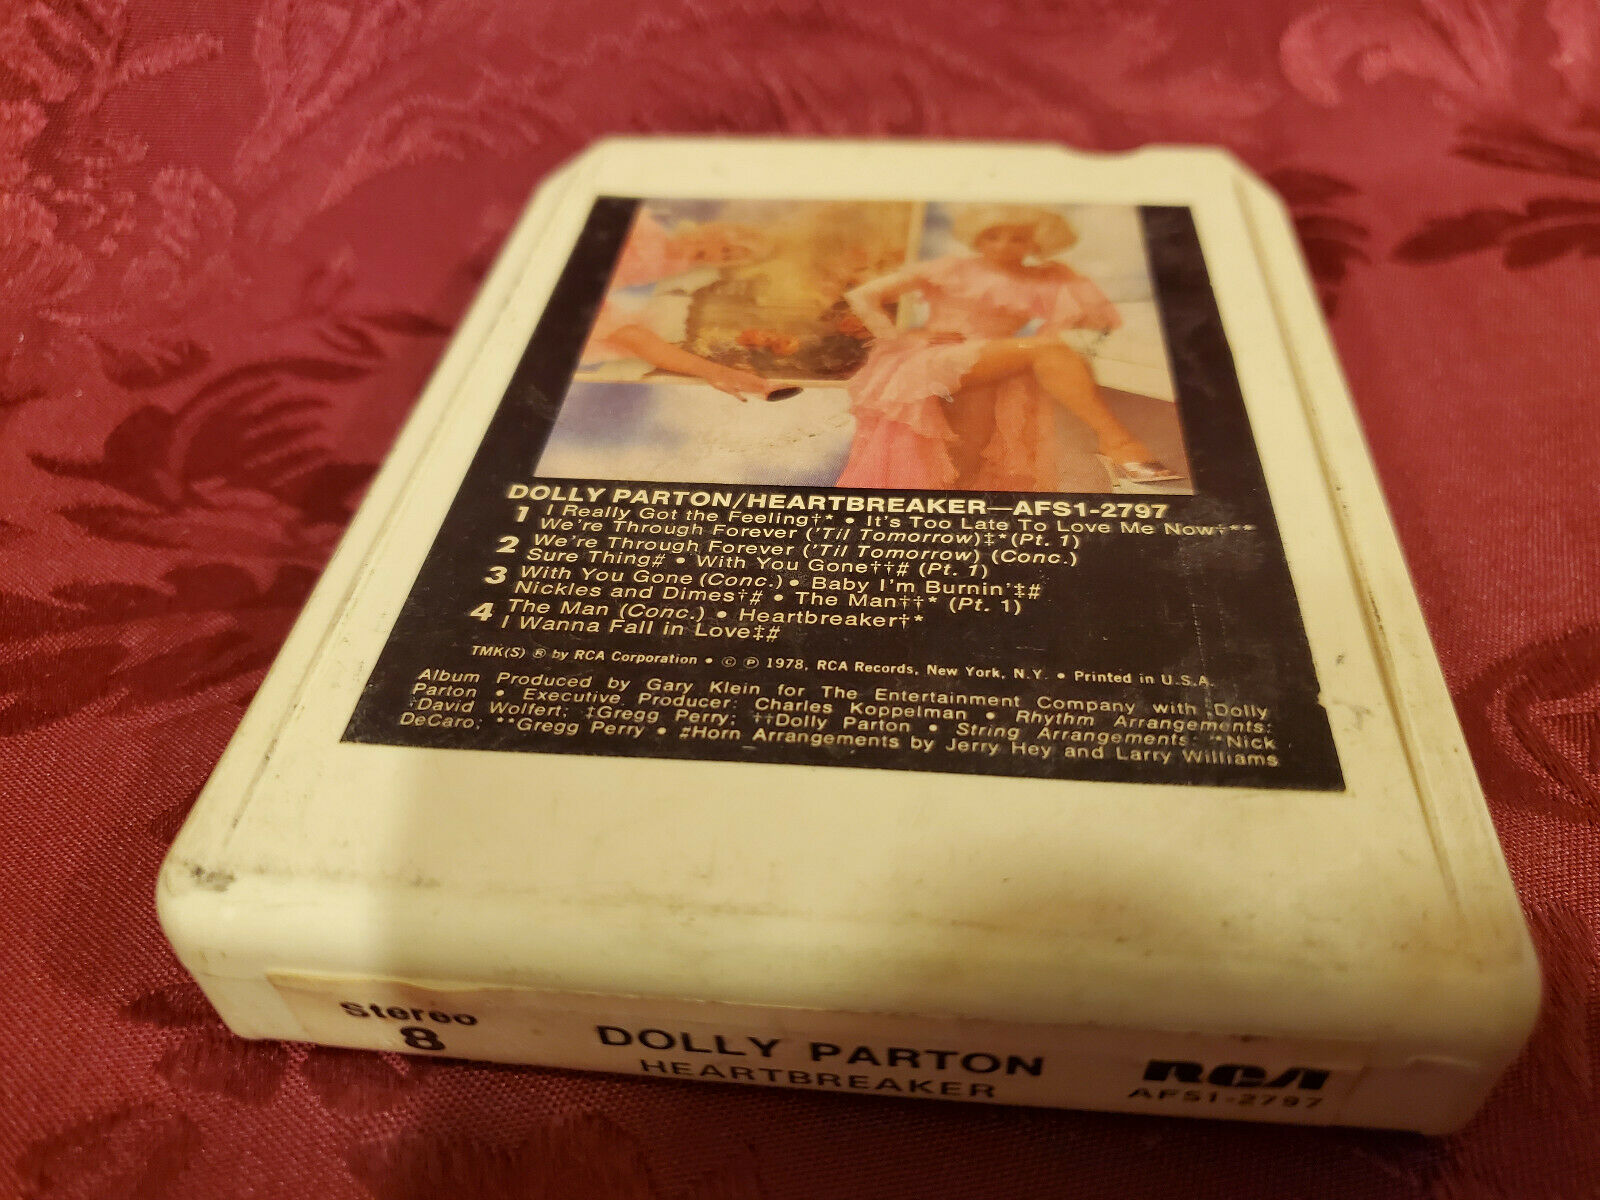 DOLLY PARTON/HEARTBREAKER—AFS1-2797
1 I Really Got the Feeling†* • It's Too Late To Love Me Now†**
We're Through Forever ('Til Tomorrow)‡*(Pt. 1)
2 We're Through Forever ('Til Tomorrow) (Conc.)
Sure Thing# • With You Gone††# (Pt. 1)
3 With You Gone (Conc.) • Baby I'm Burnin'‡#
Nickles and Dimes†# • The Man††* (Pt. 1)
4 The Man (Conc.) • Heartbreaker†*
I Wanna Fall in Love‡#
TMK(S) ® by RCA Corporation • © ℗ 1978, RCA Records, New York, N.Y. • Printed in U.S.A.
Album Produced by Gary Klein for The Entertainment Company with Dolly
Parton • Executive Producer: Charles Koppelman • Rhythm Arrangements:
†David Wolfert; ‡Gregg Perry; ††Dolly Parton • String Arrangements: *Nick
DeCaro; **Gregg Perry • #Horn Arrangements by Jerry Hey and Larry Williams
Stereo
8
DOLLY PARTON
HEARTBREAKER
RCA
AFS1-2797